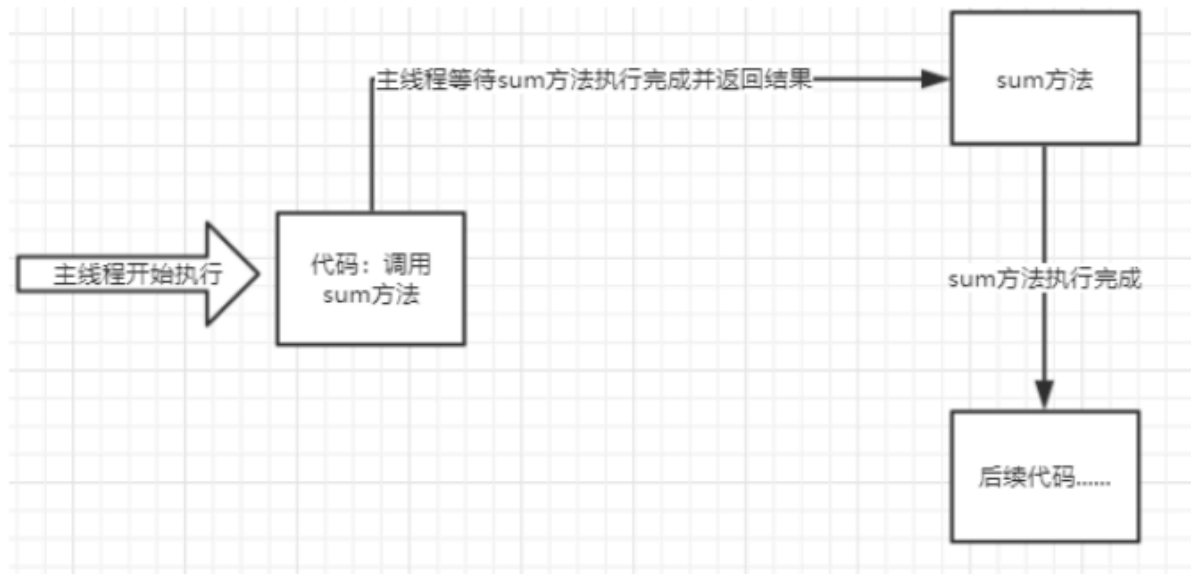 主线程等待sum方法执行完成并返回结果
sum方法
主线程开始执行
代码：调用
sum方法
sum方法执行完成
后续代码......